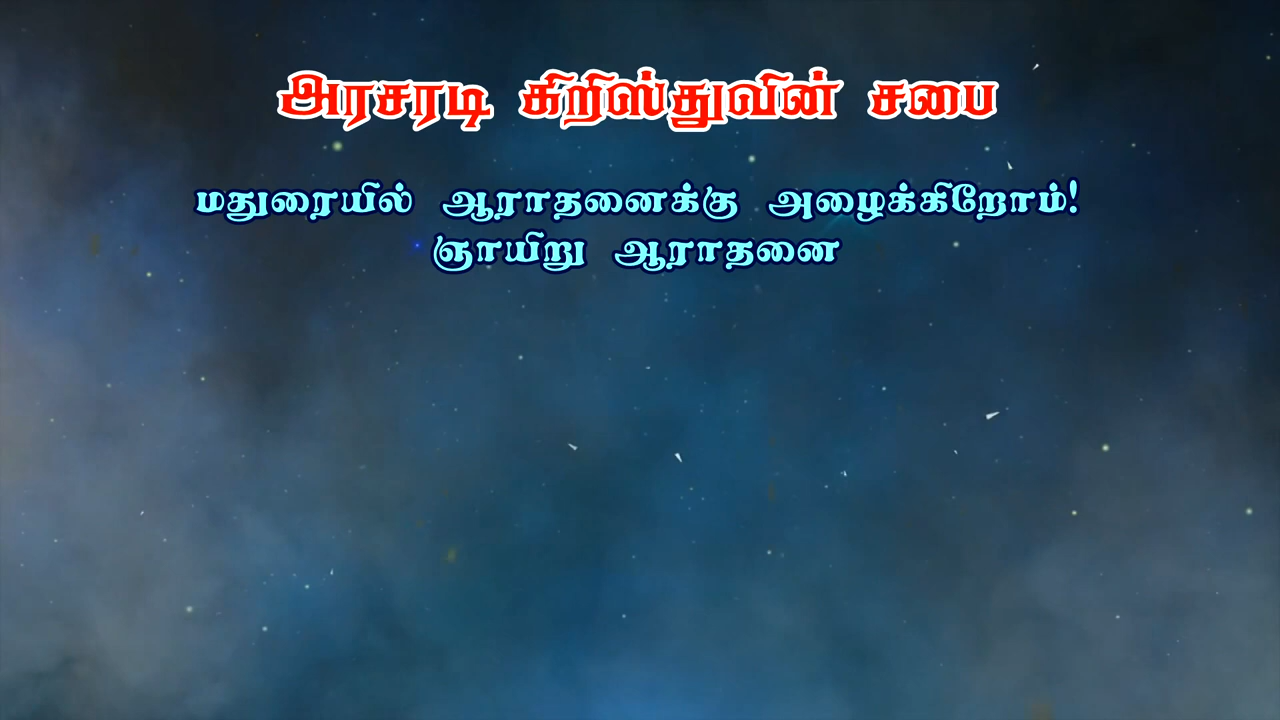 அரசரடி கிறிஸ்துவின் சபை
மதுரையில் ஆராதனைக்கு அழைக்கிறோம்!
ஞாயிறு ஆராதனை